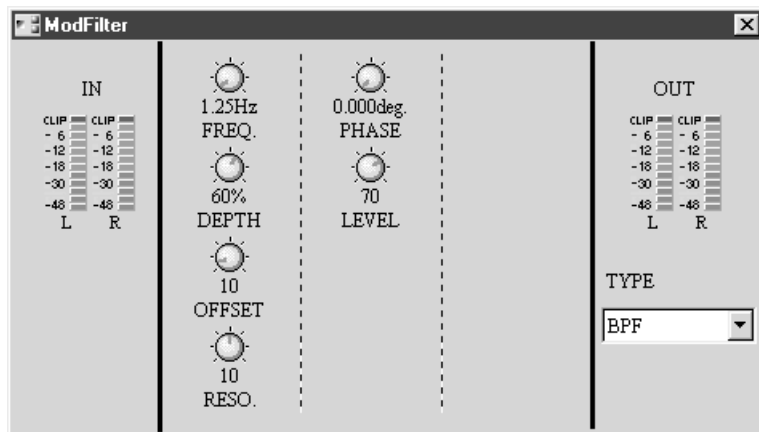 ModFilter
IN
CLIP CLIP
- 6 - 6
-12 -12
-18 -18
-30 -30
-48 -48
L R
1.25Hz
FREQ.
60%
DEPTH
10
OFFSET
10
RESO.
0.000deg.
PHASE
70
LEVEL
OUT
CLIP CLIP
- 6 - 6
-12 -12
-18 -18
-30 -30
-48 -48
L R
TYPE
BPF